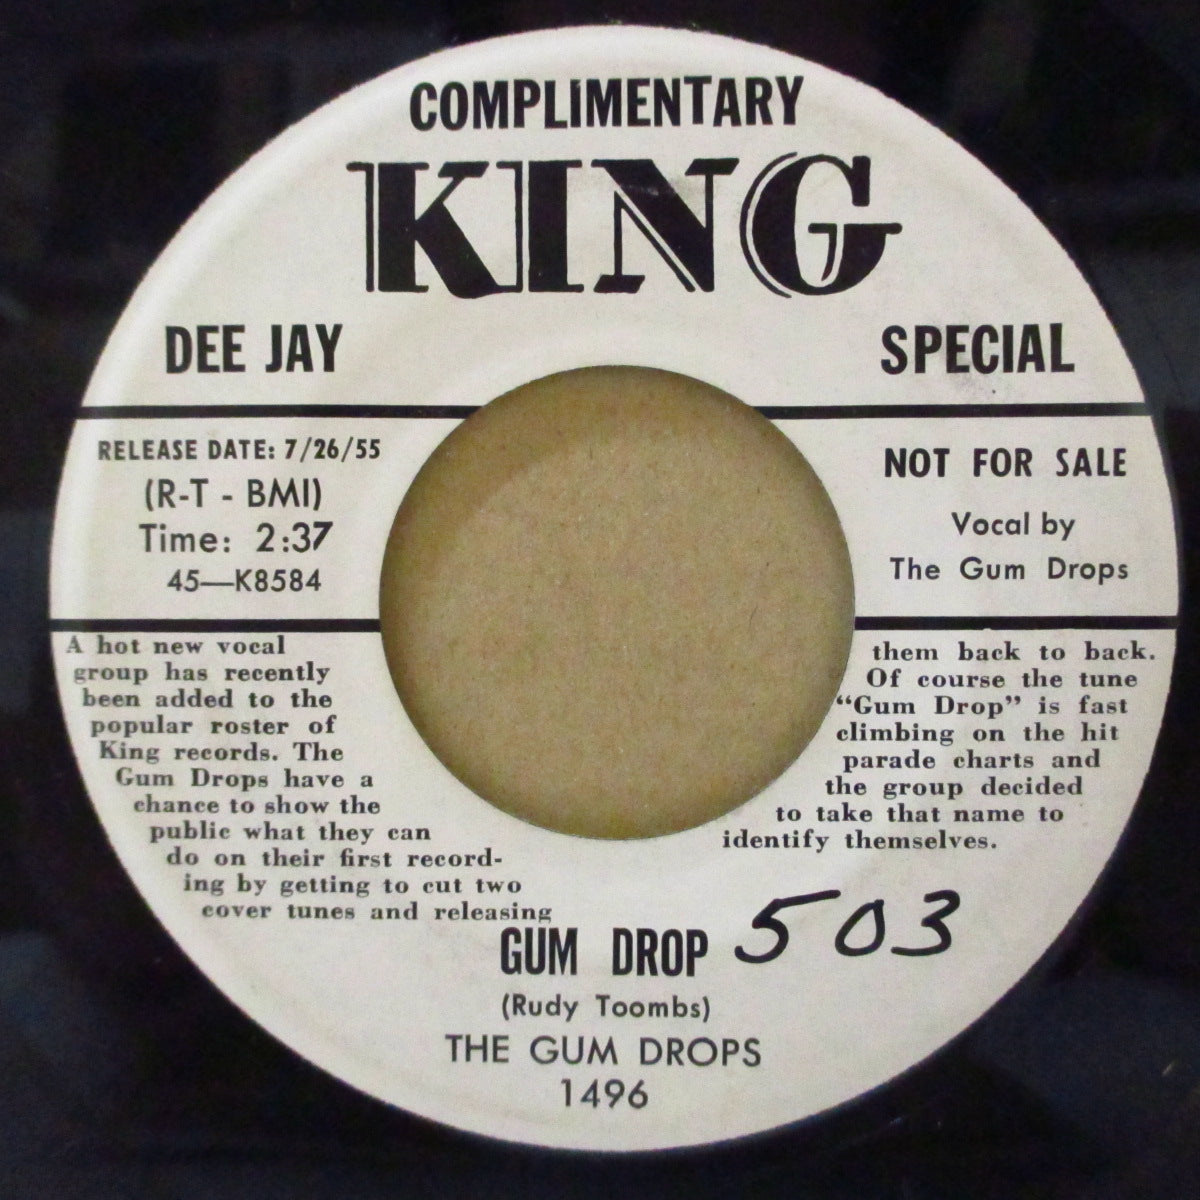 COMPLIMENTARY
KING
DEE JAY
SPECIAL
RELEASE DATE: 7/26/55
(R-T - BMI)
Time: 2:37
45—K8584
NOT FOR SALE
Vocal by
The Gum Drops
A hot new vocal
group has recently
been added to the
popular roster of
King records. The
Gum Drops have a
chance to show the
public what they can
do on their first record-
ing by getting to cut two
cover tunes and releasing
them back to back.
Of course the tune
“Gum Drop” is fast
climbing on the hit
parade charts and
the group decided
to take that name to
identify themselves.
GUM DROP
503
(Rudy Toombs)
THE GUM DROPS
1496